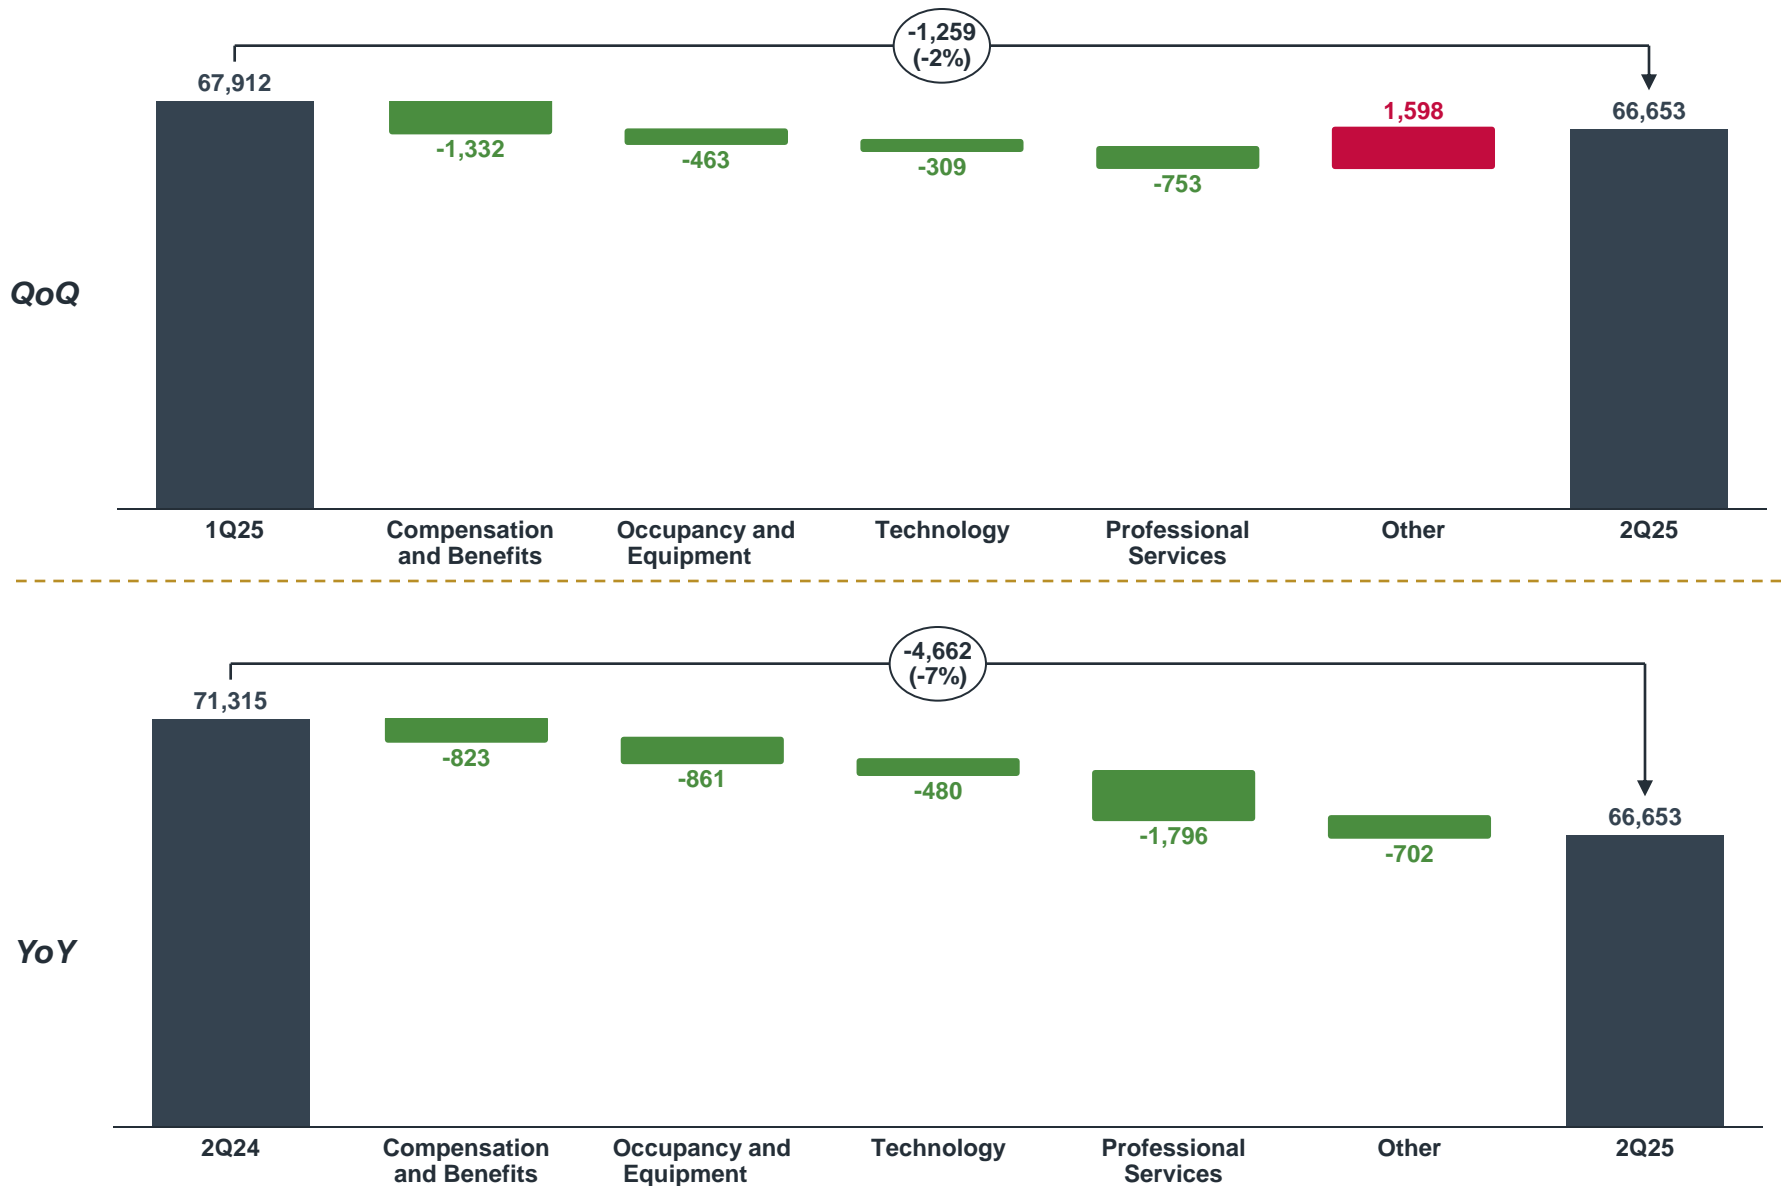 -1,259
(-2%)
67,912
-1,332
-463
-309
-753
1,598
66,653
QoQ
1Q25
Compensation
and Benefits
Occupancy and
Equipment
Technology
Professional
Services
Other
2Q25
-4,662
(-7%)
71,315
-823
-861
-480
-1,796
-702
66,653
YoY
2Q24
Compensation
and Benefits
Occupancy and
Equipment
Technology
Professional
Services
Other
2Q25